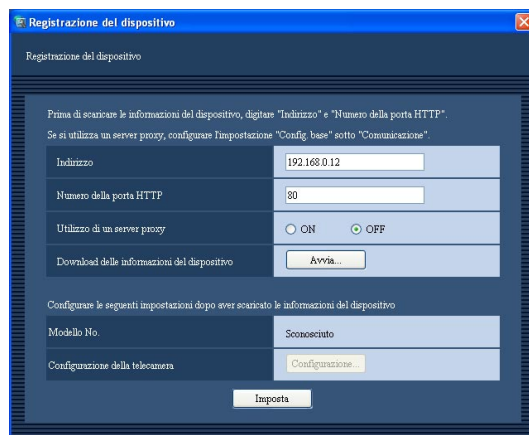 Registrazione del dispositivo
Registrazione del dispositivo
Prima di scaricare le informazioni del dispositivo, digitare "Indirizzo" e "Numero della porta HTTP".
Se si utilizza un server proxy, configurare l'impostazione "Config. base" sotto "Comunicazione".
Indirizzo 192.168.0.12
Numero della porta HTTP 80
Utilizzo di un server proxy ON OFF
Download delle informazioni del dispositivo Avvia...
Configurare le seguenti impostazioni dopo aver scaricato le informazioni del dispositivo
Modello No. Sconosciuto
Configurazione della telecamera Configurazione...
Imposta